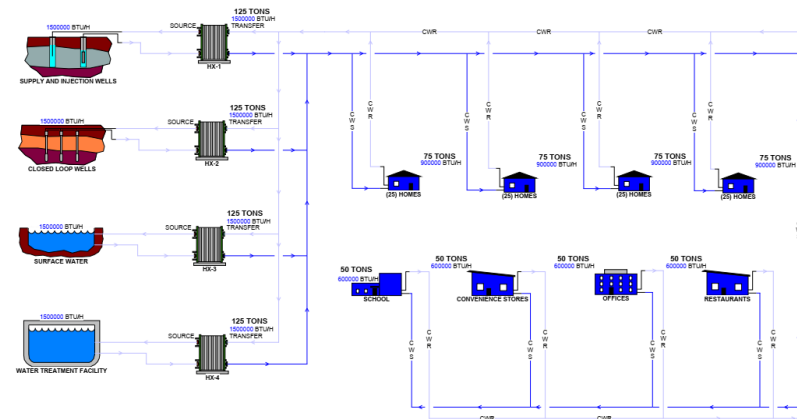 1500000 BTU/H
SUPPLY AND INJECTION WELLS
SOURCE
125 TONS
1500000 BTU/H
TRANSFER
HX-1
1500000 BTU/H
CLOSED LOOP WELLS
SOURCE
125 TONS
1500000 BTU/H
TRANSFER
HX-2
1500000 BTU/H
SURFACE WATER
SOURCE
125 TONS
1500000 BTU/H
TRANSFER
HX-3
1500000 BTU/H
WATER TREATMENT FACILITY
SOURCE
125 TONS
1500000 BTU/H
TRANSFER
HX-4
CWR
CWS
CWR
75 TONS
900000 BTU/H
(25) HOMES
CWS
CWR
75 TONS
900000 BTU/H
(25) HOMES
CWS
CWR
75 TONS
900000 BTU/H
(25) HOMES
CWS
CWR
75 TONS
900000 BTU/H
(25) HOMES
50 TONS
600000 BTU/H
SCHOOL
CWS
CWR
50 TONS
600000 BTU/H
CONVENIENCE STORES
CWS
CWR
50 TONS
600000 BTU/H
OFFICES
CWS
CWR
50 TONS
600000 BTU/H
RESTAURANTS
CWS
CWR
CWR